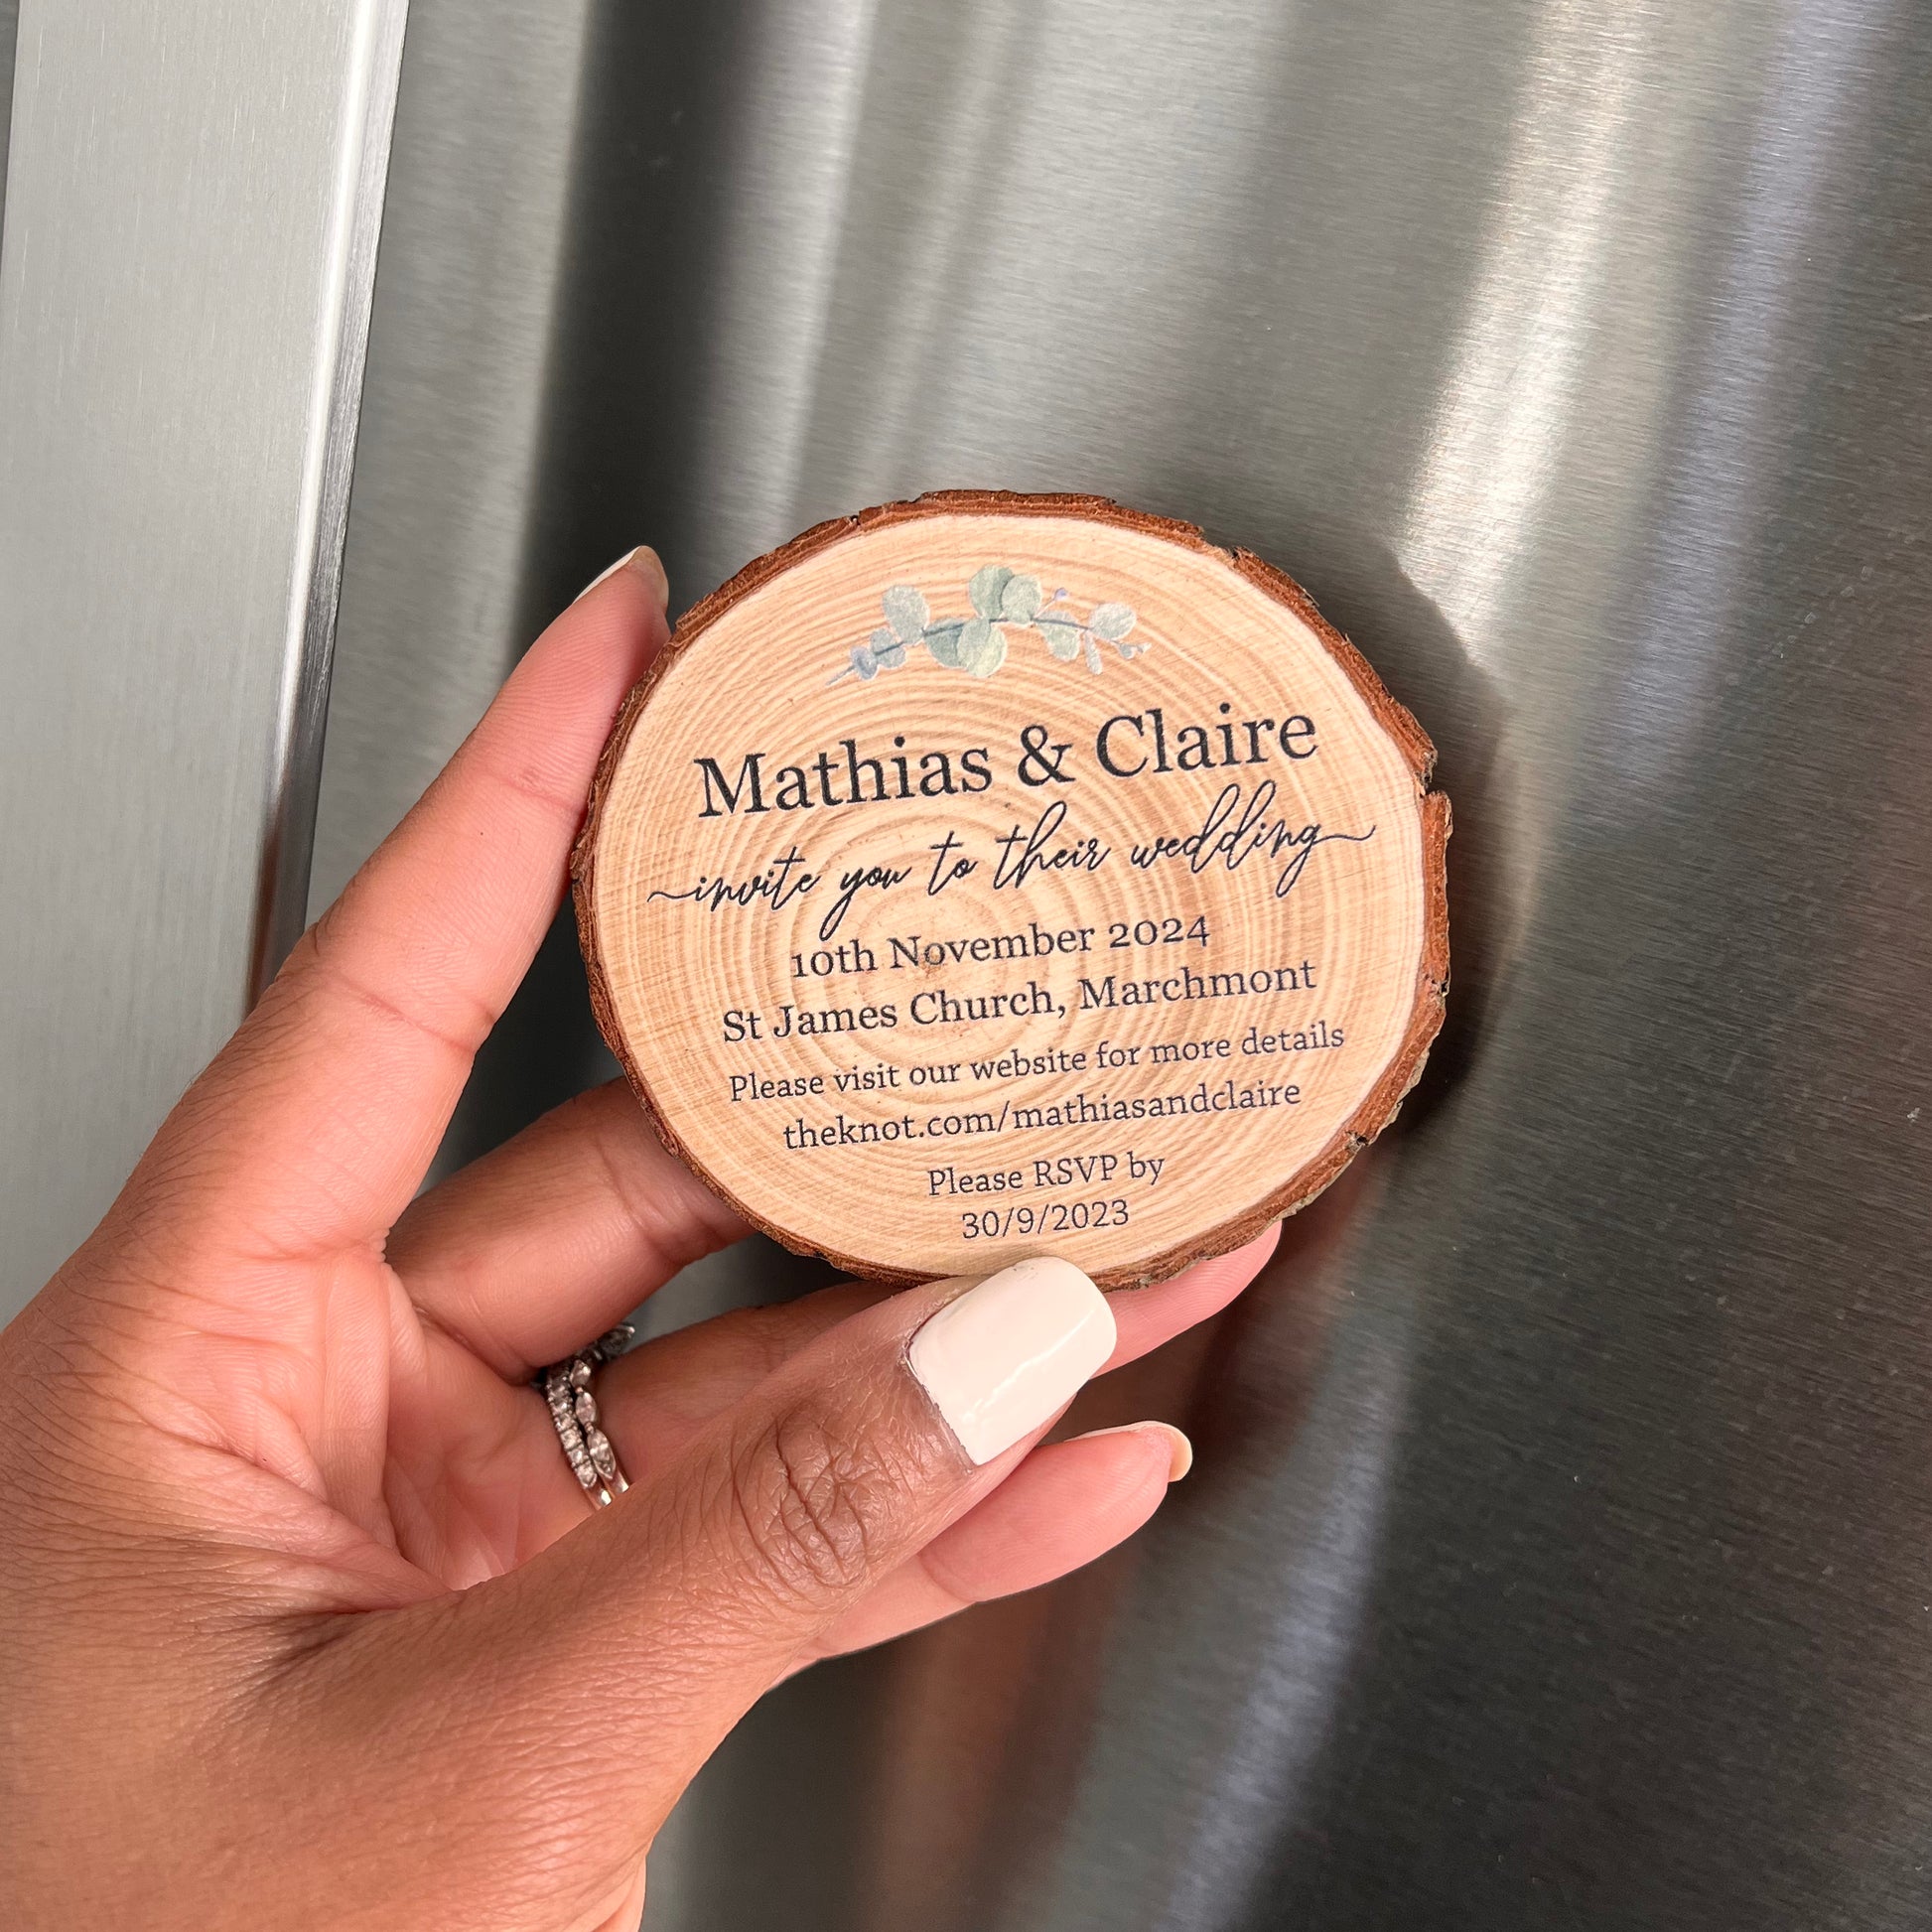 Mathias & Claire
invite you to their wedding
10th November 2024
St James Church, Marchmont
Please visit our website for more details
theknot.com/mathiasandclaire
Please RSVP by
30/9/2023